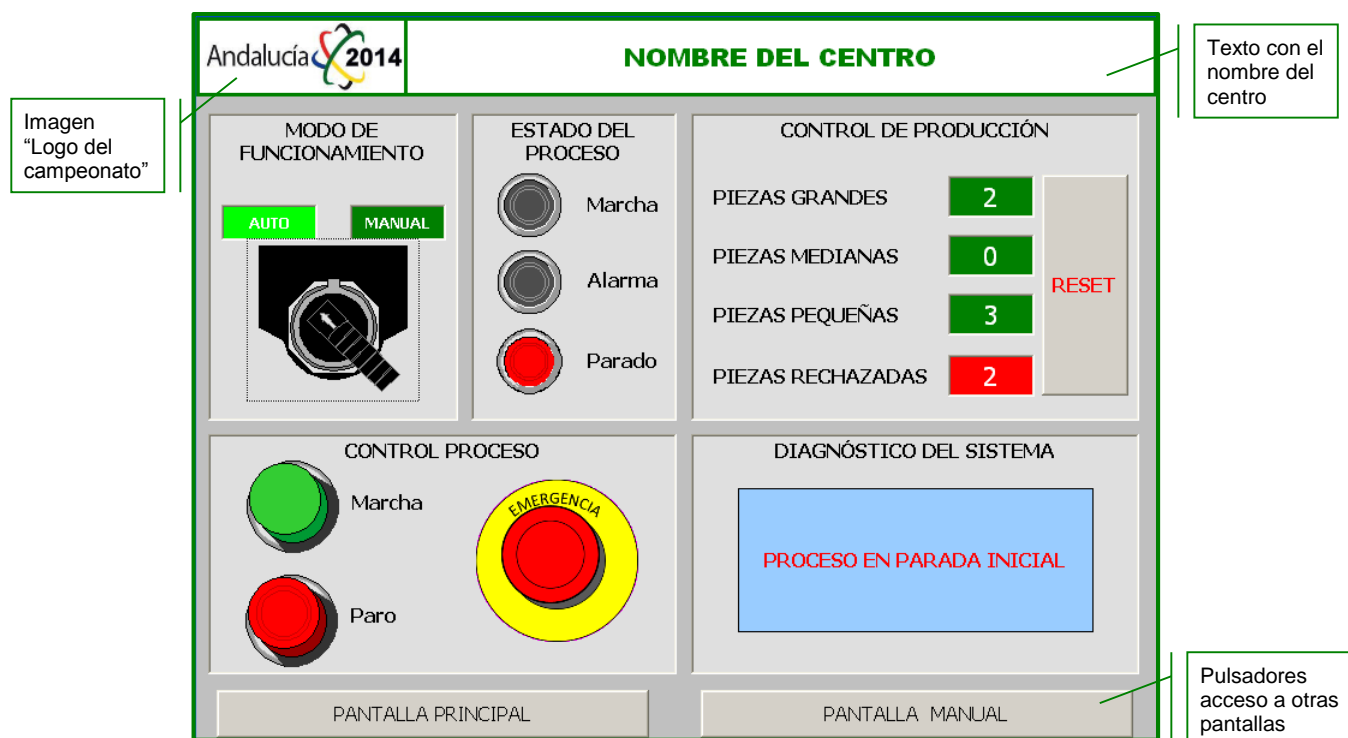 Andalucía 2014
NOMBRE DEL CENTRO
Texto con el
nombre del
centro
Imagen
“Logo del
campeonato”
MODO DE
FUNCIONAMIENTO
AUTO
MANUAL
ESTADO DEL
PROCESO
Marcha
Alarma
Parado
CONTROL DE PRODUCCIÓN
PIEZAS GRANDES 2
PIEZAS MEDIANAS 0
PIEZAS PEQUEÑAS 3
PIEZAS RECHAZADAS 2
RESET
CONTROL PROCESO
Marcha
Paro
EMERGENCIA
DIAGNÓSTICO DEL SISTEMA
PROCESO EN PARADA INICIAL
PANTALLA PRINCIPAL
PANTALLA MANUAL
Pulsadores
acceso a otras
pantallas